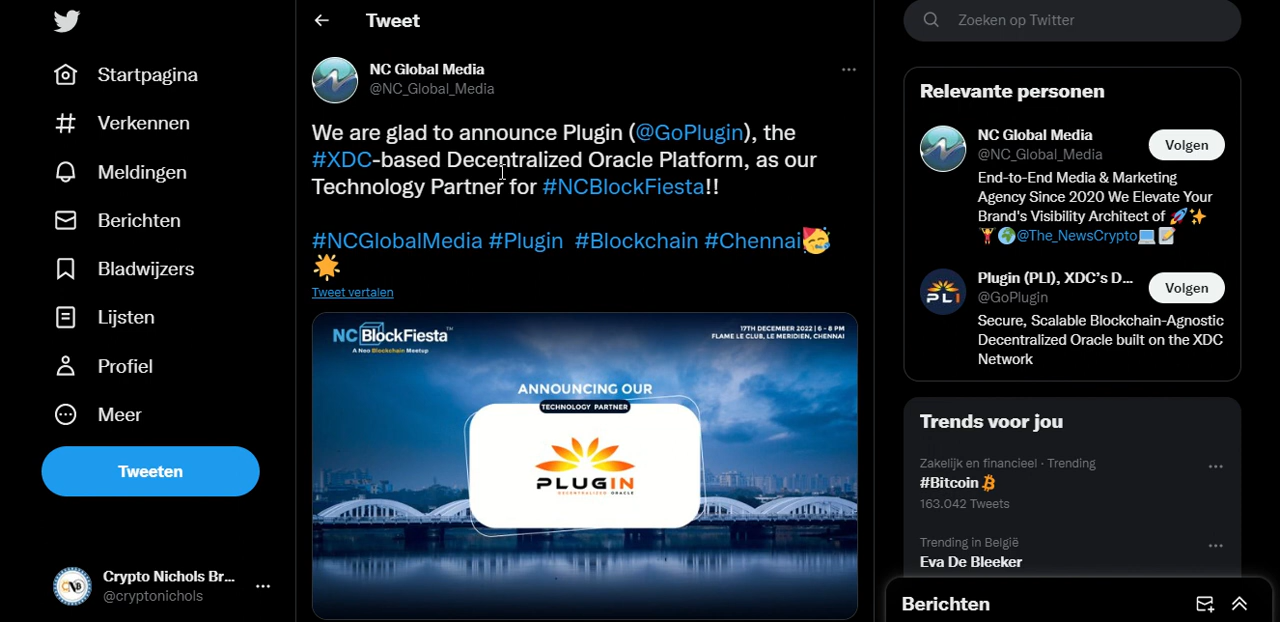 Startpagina
Verkennen
Meldingen
Berichten
Bladwijzers
Lijsten
Profiel
Meer
Tweeten
Crypto Nichols Br...
@cryptonichols
Tweet
NC Global Media
@NC_Global_Media
We are glad to announce Plugin (@GoPlugin), the
#XDC-based Decentralized Oracle Platform, as our
Technology Partner for #NCBlockFiesta!!
#NCGlobalMedia #Plugin #Blockchain #Chennai🥳
🌟
Tweet vertalen
NC BlockFiesta™
A Neo Blockchain Meetup
17TH DECEMBER 2022 | 6 - 8 PM
FLAME LE CLUB, LE MERIDIEN, CHENNAI
ANNOUNCING OUR
TECHNOLOGY PARTNER
PLUGIN
DECENTRALIZED ORACLE
Zoeken op Twitter
Relevante personen
NC Global Media
@NC_Global_Media
Volgen
End-to-End Media & Marketing
Agency Since 2020 We Elevate Your
Brand's Visibility Architect of 🚀✨
🏋🌍@The_NewsCrypto💻📝
PLI
Plugin (PLI), XDC's D...
@GoPlugin
Volgen
Secure, Scalable Blockchain-Agnostic
Decentralized Oracle built on the XDC
Network
Trends voor jou
Zakelijk en financieel · Trending
#Bitcoin
163.042 Tweets
Trending in België
Eva De Bleeker
Berichten